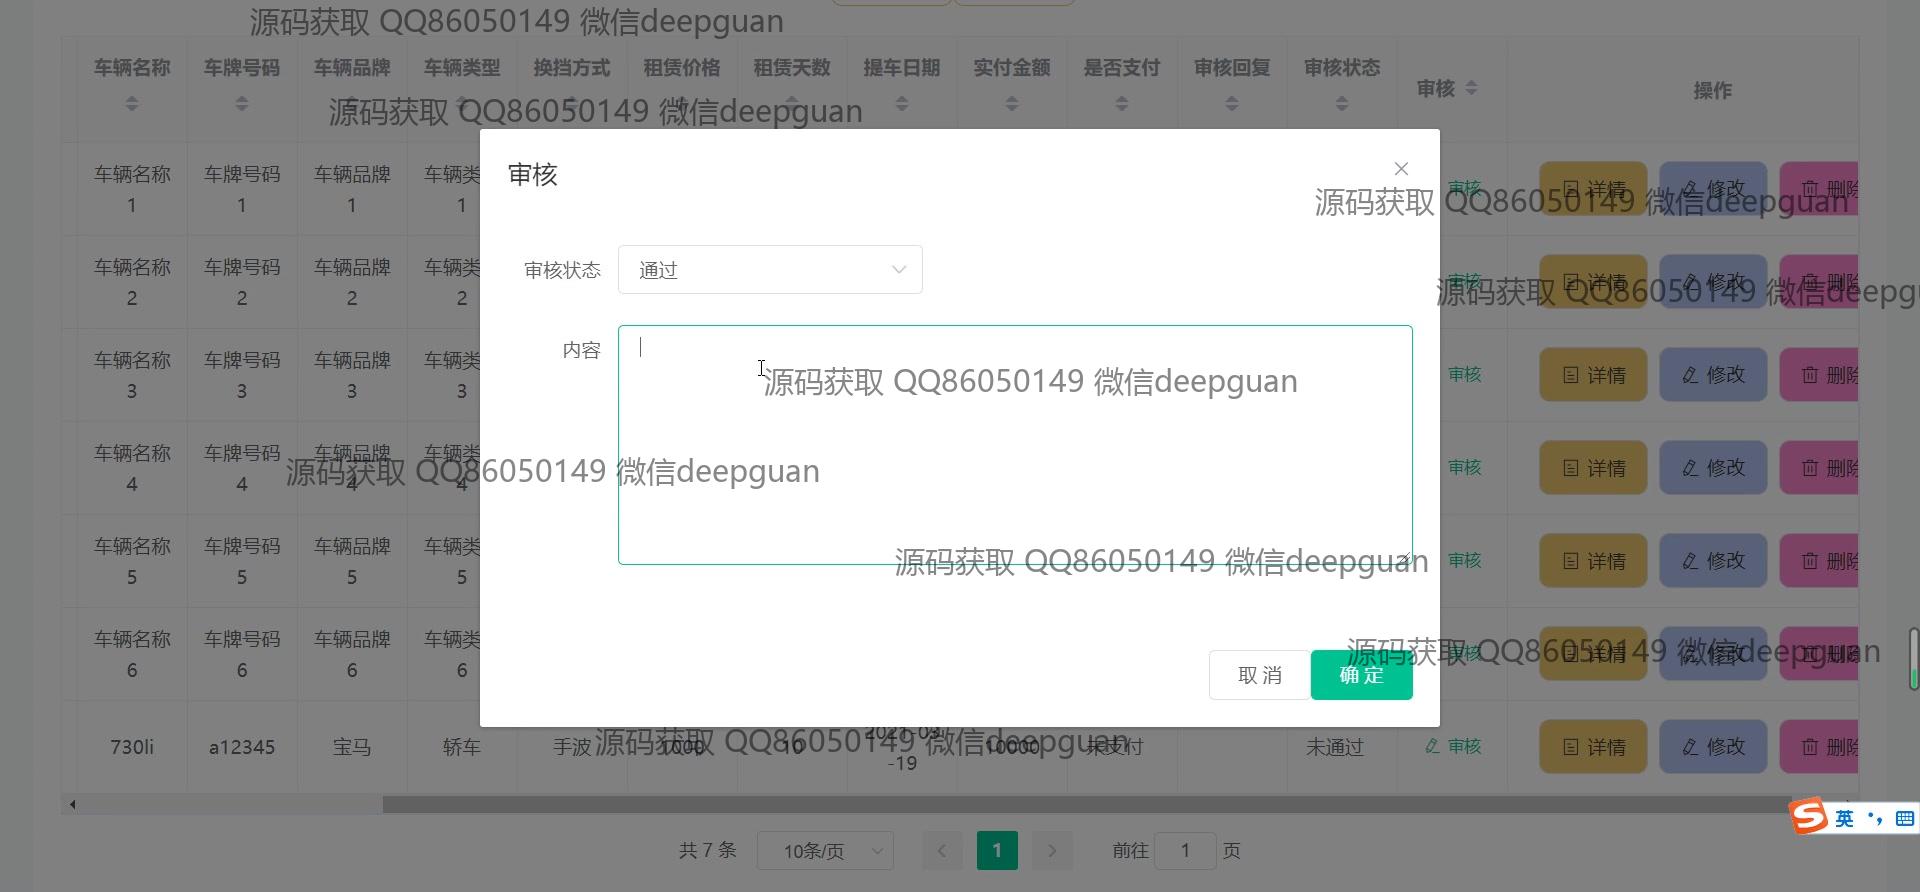 源码获取 QQ86050149 微信deepguan
车辆名称 车牌号码 车辆品牌 车辆类型 换挡方式 租赁价格 租赁天数 提车日期 实付金额 是否支付 审核回复 审核状态 审核 操作
源码获取 QQ86050149 微信deepguan
审核
车辆名称1 车牌号码1 车辆品牌1 车辆类1 审核 详情 修改 删除
源码获取 QQ86050149 微信deepguan
审核状态 通过
车辆名称2 车牌号码2 车辆品牌2 车辆类2 审核 详情 修改 删除
源码获取 QQ86050149 微信deepgu
内容
车辆名称3 车牌号码3 车辆品牌3 车辆类3 审核 详情 修改 删除
源码获取 QQ86050149 微信deepguan
车辆名称4 车牌号码4 车辆品牌4 车辆类4 审核 详情 修改 删除
源码获取 QQ86050149 微信deepguan
车辆名称5 车牌号码5 车辆品牌5 车辆类5 审核 详情 修改 删除
源码获取 QQ86050149 微信deepguan
车辆名称6 车牌号码6 车辆品牌6 车辆类6 审核 详情 修改 删除
源码获取 QQ86050149 微信deepguan
取消 确定
730li a12345 宝马 轿车 手波 1000 10 2021-03-19 10000 未支付 未通过 审核 详情 修改 删除
源码获取 QQ86050149 微信deepguan
英
共 7 条 10条/页 1 前往 1 页